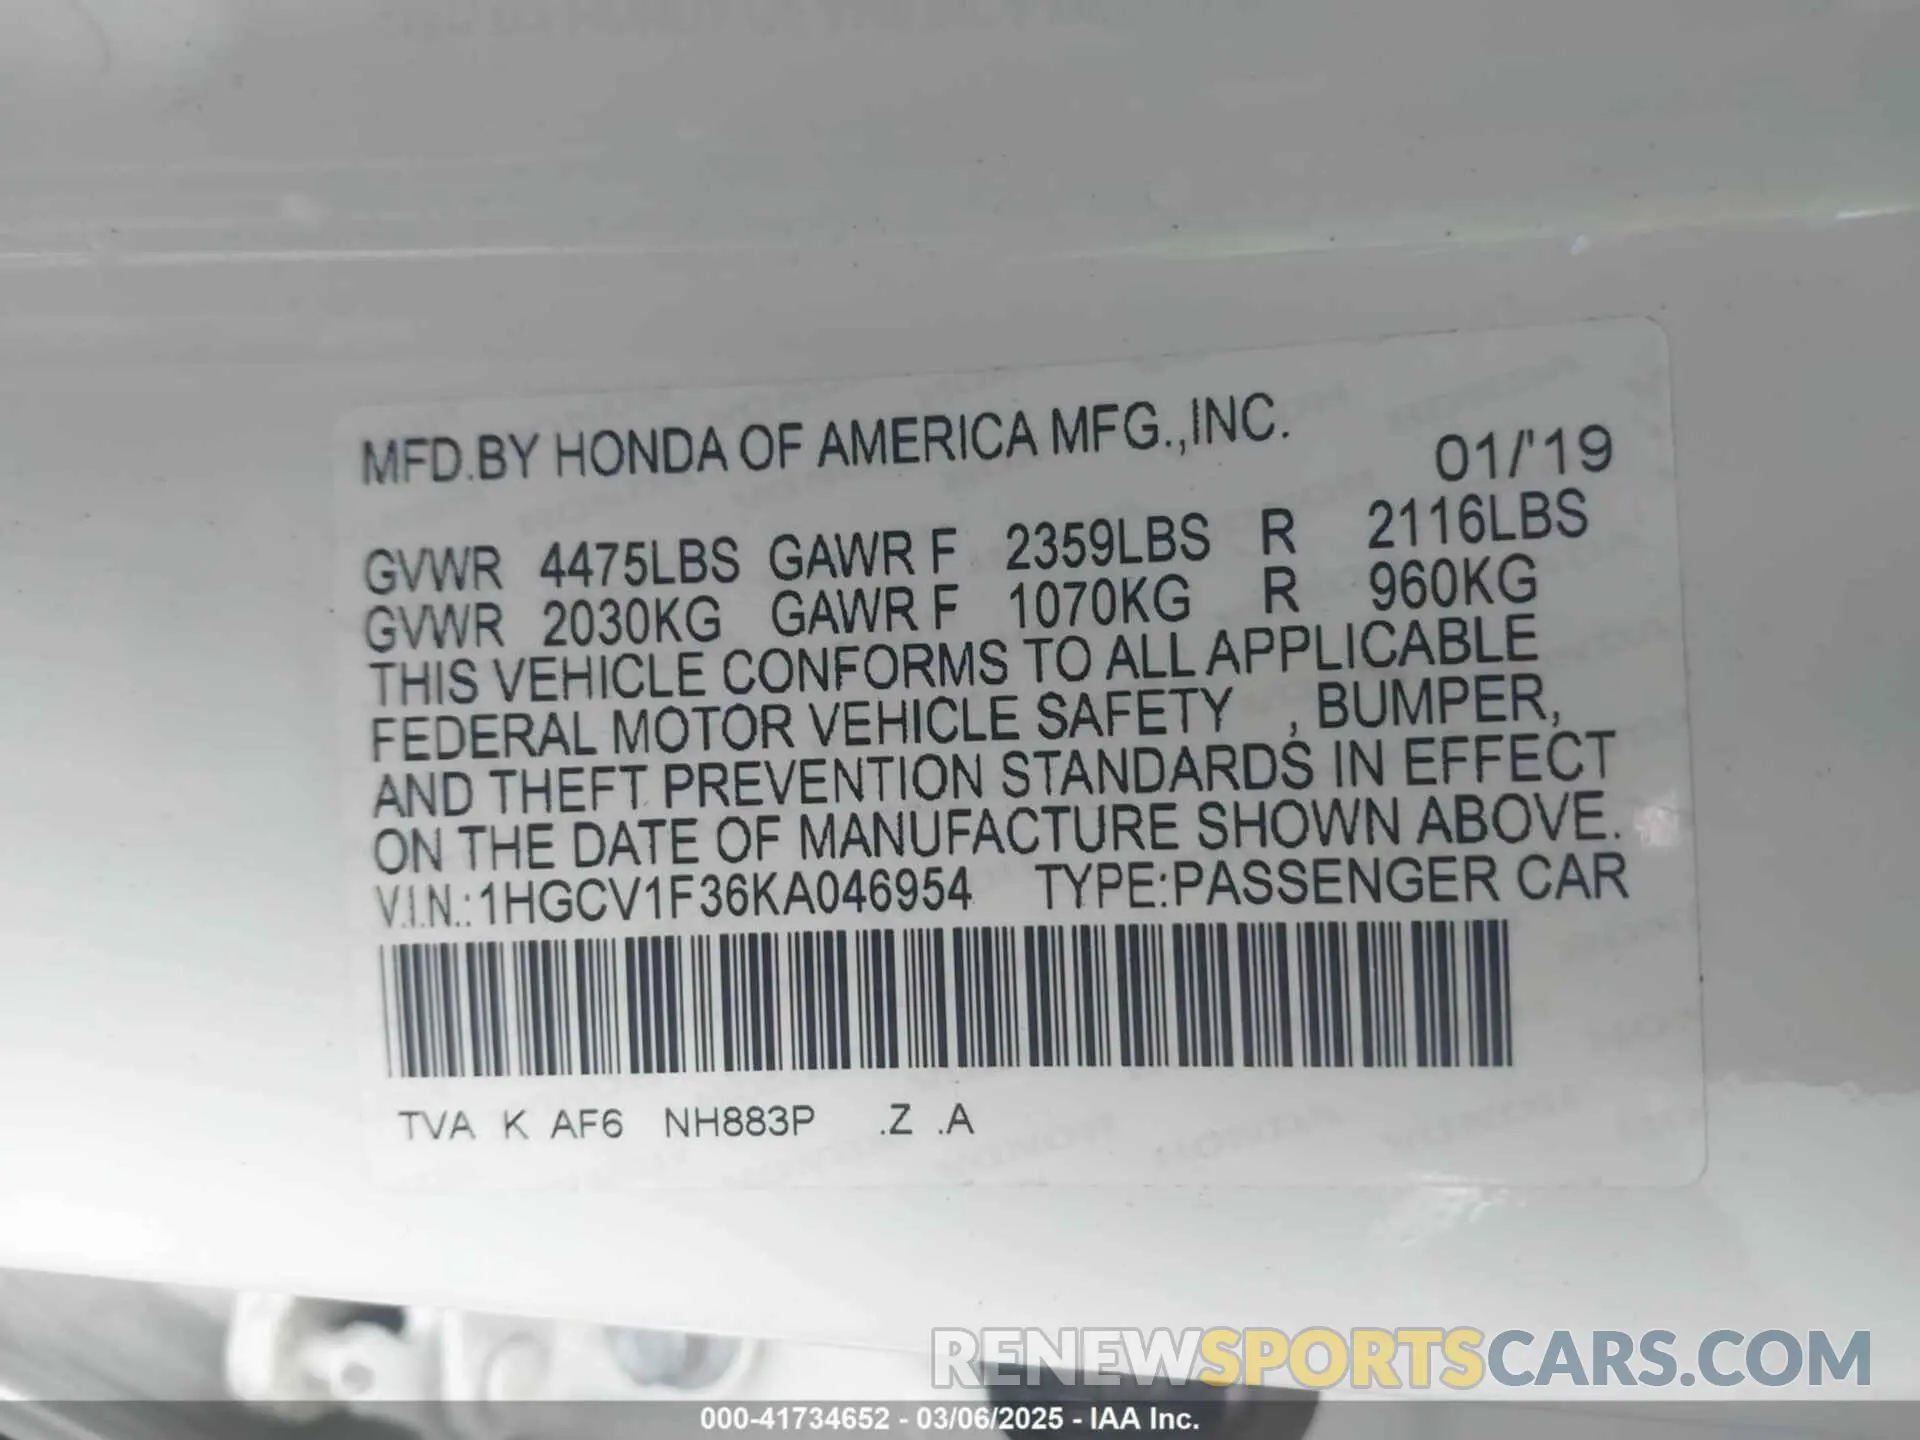 MFD.BY HONDA OF AMERICA MFG.,INC. 01/'19
GVWR 4475LBS GAWR F 2359LBS R 2116LBS
GVWR 2030KG GAWR F 1070KG R 960KG
THIS VEHICLE CONFORMS TO ALL APPLICABLE
FEDERAL MOTOR VEHICLE SAFETY , BUMPER,
AND THEFT PREVENTION STANDARDS IN EFFECT
ON THE DATE OF MANUFACTURE SHOWN ABOVE.
V.I.N.:1HGCV1F36KA046954 TYPE:PASSENGER CAR
TVA K AF6 NH883P .Z .A
RENEWSPORTSCARS.COM
000-41734652 - 03/06/2025 - IAA Inc.